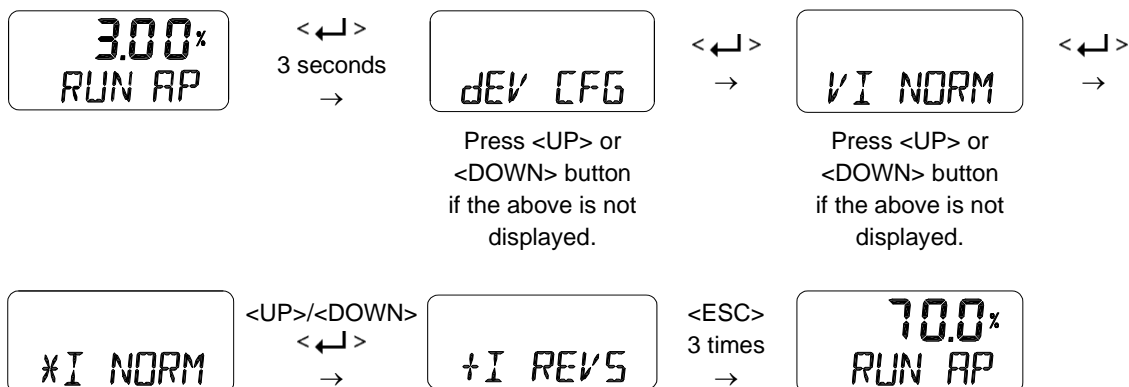 3.00%
RUN AP
<↵>
3 seconds
→
dEV CFG
Press <UP> or
<DOWN> button
if the above is not
displayed.
<↵>
→
VI NORM
Press <UP> or
<DOWN> button
if the above is not
displayed.
<↵>
→
*I NORM
<UP>/<DOWN>
<↵>
→
+I REVS
<ESC>
3 times
→
70.0%
RUN AP